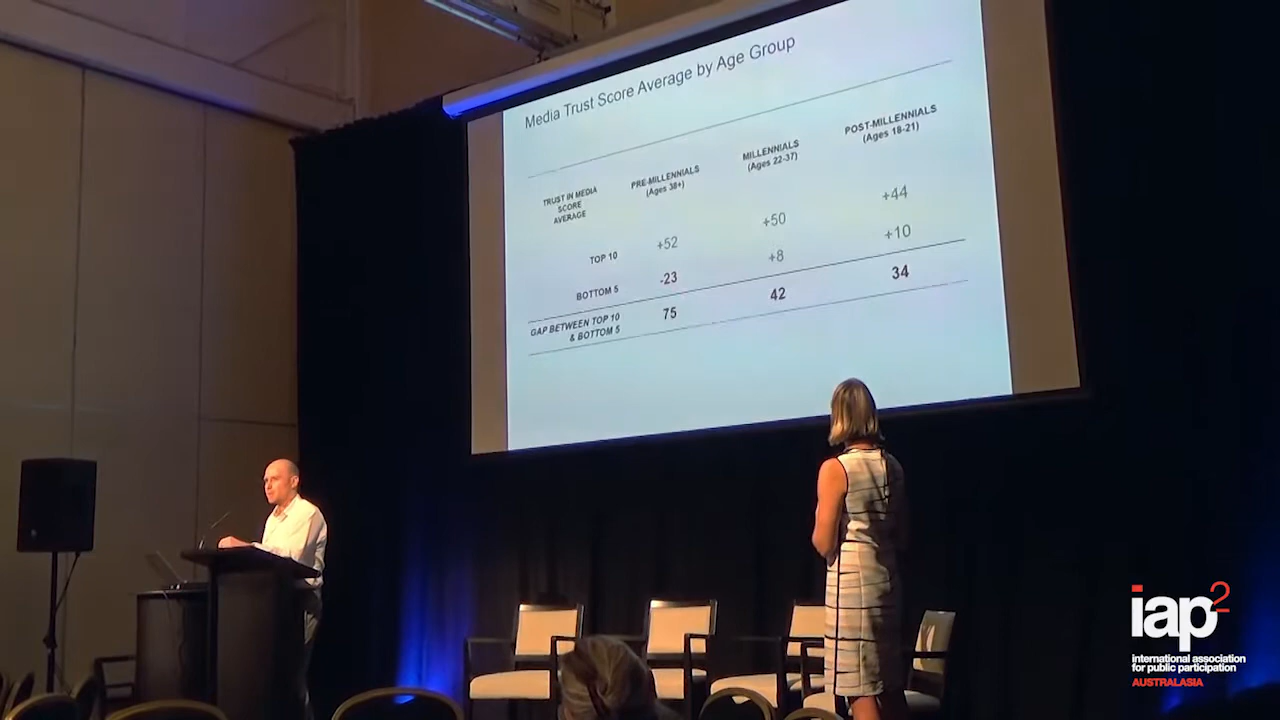 Media Trust Score Average by Age Group
TRUST IN MEDIA
SCORE
AVERAGE
PRE-MILLENNIALS
(Ages 38+)
MILLENNIALS
(Ages 22-37)
POST-MILLENNIALS
(Ages 18-21)
TOP 10
+52
+50
+44
BOTTOM 5
-23
+8
+10
GAP BETWEEN TOP 10
& BOTTOM 5
75
42
34
iap2
international association
for public participation
AUSTRALASIA